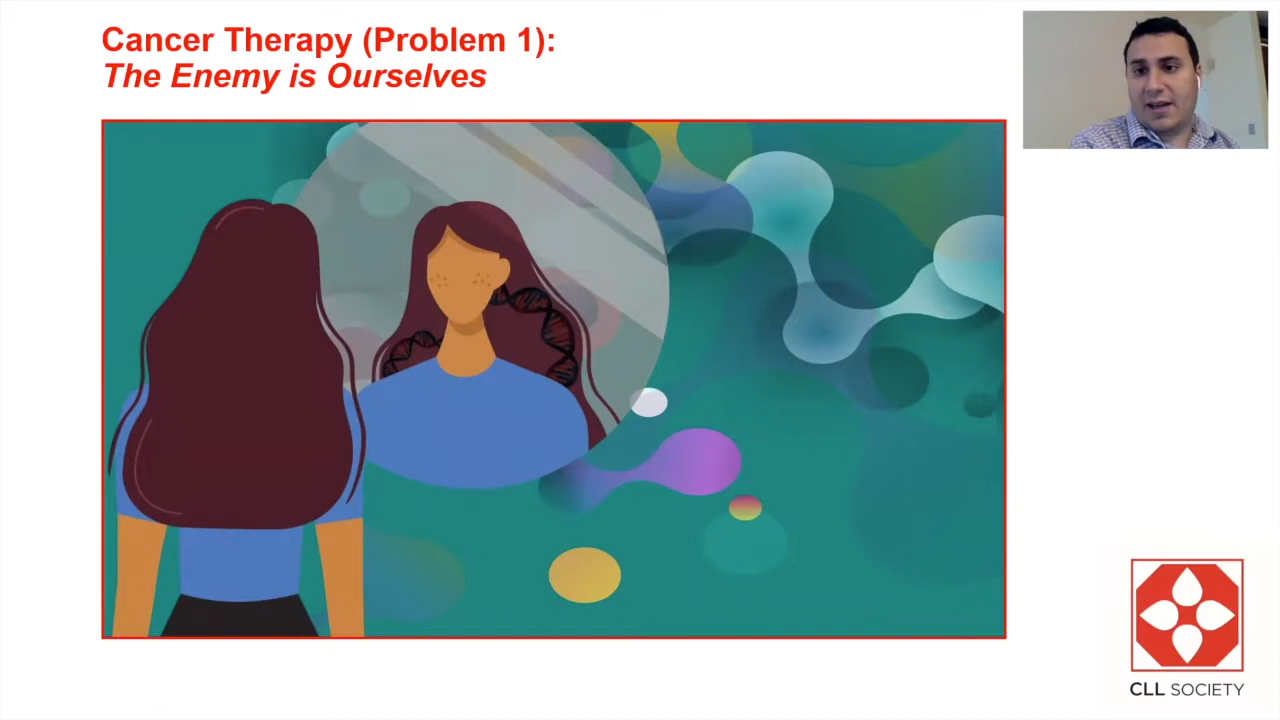 Cancer Therapy (Problem 1):
The Enemy is Ourselves
CLL SOCIETY